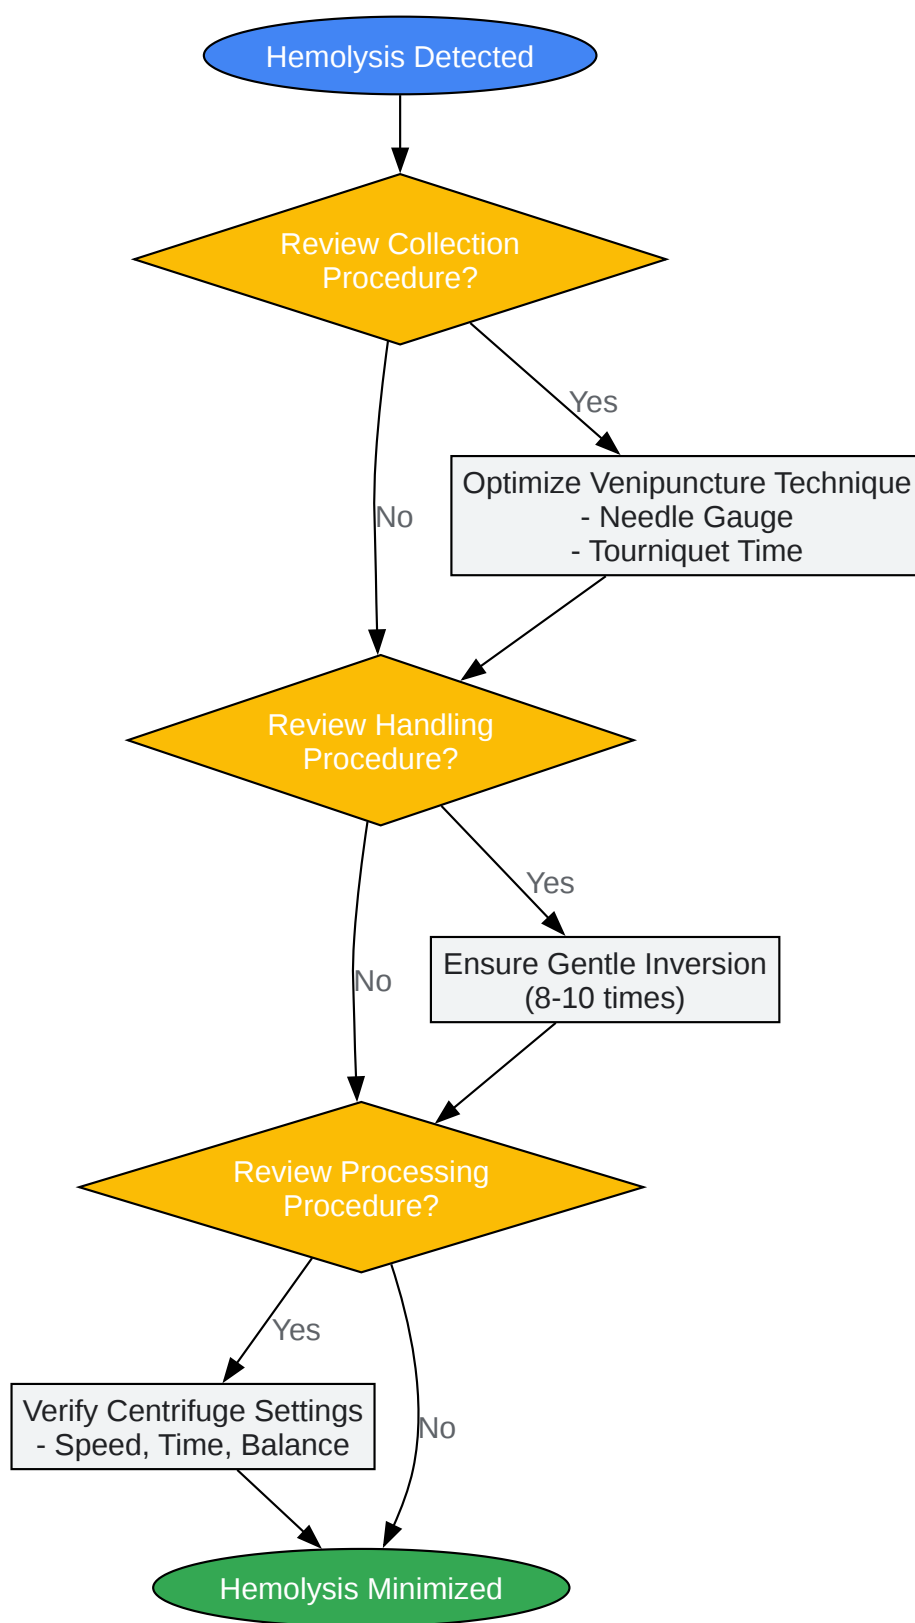 Hemolysis Detected
Review Collection
Procedure?
Yes
Optimize Venipuncture Technique
- Needle Gauge
- Tourniquet Time
No
Review Handling
Procedure?
Yes
Ensure Gentle Inversion
(8-10 times)
No
Review Processing
Procedure?
Yes
Verify Centrifuge Settings
- Speed, Time, Balance
No
Hemolysis Minimized